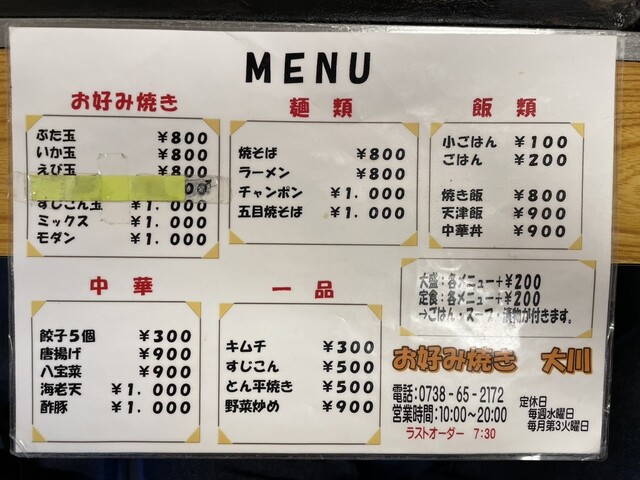 MENU
お好み焼き
ぶた玉 ¥800
いか玉 ¥800
えび玉 ¥800
すじこん玉 ¥1．000
ミックス ¥1．000
モダン ¥1．000
麺類
焼そば ¥800
ラーメン ¥800
チャンポン ¥1．000
五目焼そば ¥1．000
飯類
小ごはん ¥100
ごはん ¥200
焼き飯 ¥800
天津飯 ¥900
中華丼 ¥900
大盛：各メニュー+¥200
定食：各メニュー+¥200
→ごはん・スープ・漬物が付きます。
中華
餃子5個 ¥300
唐揚げ ¥900
八宝菜 ¥900
海老天 ¥1．000
酢豚 ¥1．000
一品
キムチ ¥300
すじこん ¥500
とん平焼き ¥500
野菜炒め ¥900
お好み焼き 大川
電話：0738-65-2172
営業時間：10:00～20:00
ラストオーダー 7:30
定休日
毎週水曜日
毎月第3火曜日